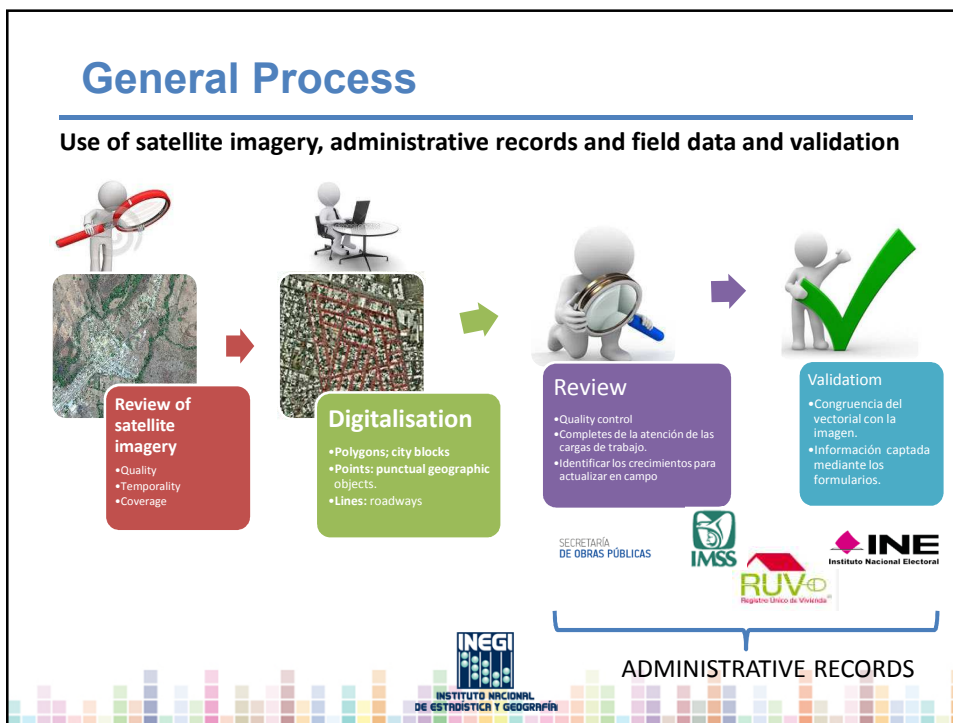 General Process
Use of satellite imagery, administrative records and field data and validation
Review of
satellite
imagery
•Quality
•Temporality
•Coverage
Digitalisation
•Polygons; city blocks
•Points: punctual geographic
objects.
•Lines: roadways
Review
•Quality control
•Completes de la atención de las
cargas de trabajo.
•Identificar los crecimientos para
actualizar en campo
Validatiom
•Congruencia del
vectorial con la
imagen.
•Información captada
mediante los
formularios.
SECRETARÍA
DE OBRAS PÚBLICAS
IMSS
RUV
Registro Único de Vivienda
INE
Instituto Nacional Electoral
ADMINISTRATIVE RECORDS
INEGI
INSTITUTO NACIONAL
DE ESTADÍSTICA Y GEOGRAFÍA